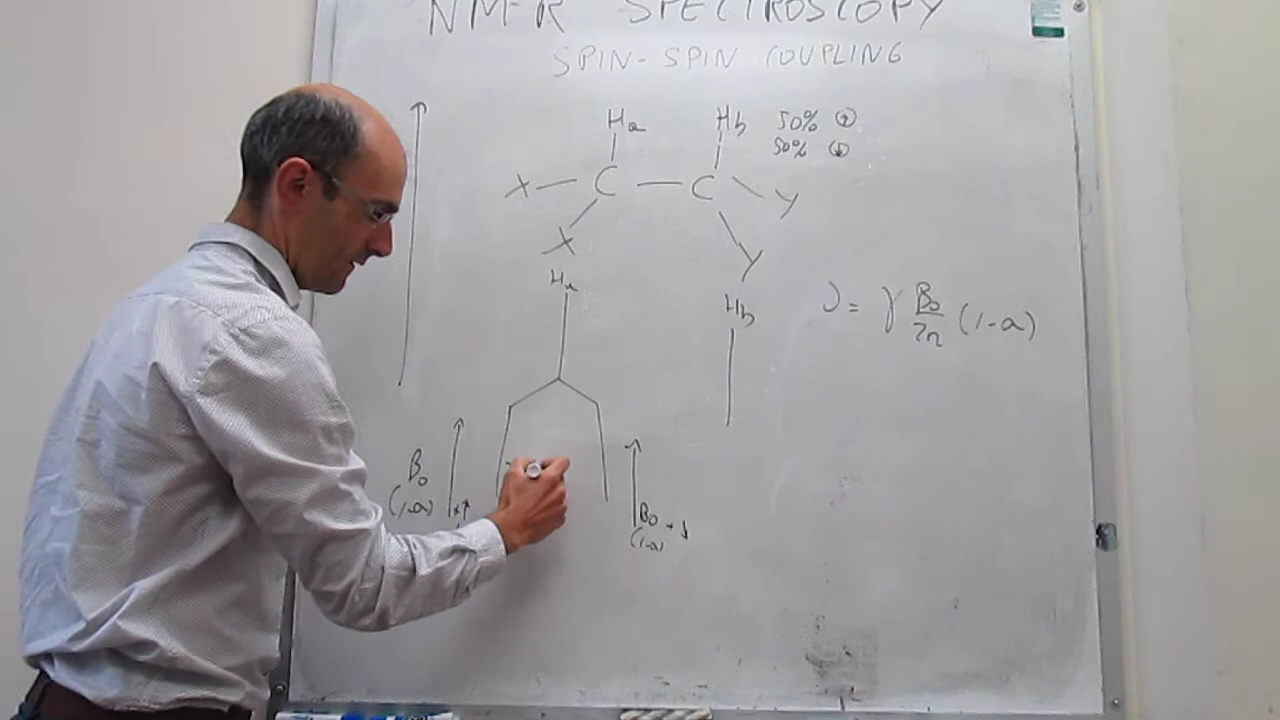 NMR SPECTROSCOPY
SPIN-SPIN COUPLING
Ha Hb 50% ↑
50% ↓
X C C Y
X Y
Ha
Hb
ν = γ B₀/2π (1-a)
B₀
(1-a) + ↑
B₀ + ↓
(1-a)